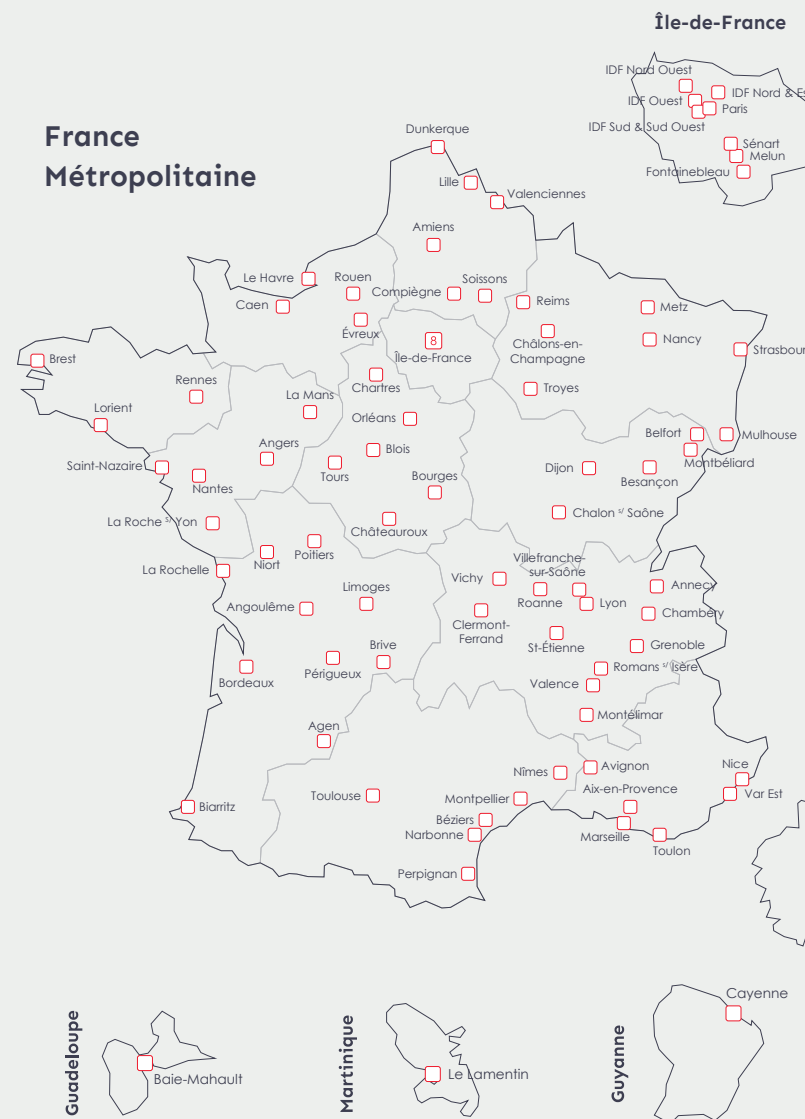 Île-de-France
IDF Nord Ouest
IDF Nord & Es
IDF Ouest
Paris
IDF Sud & Sud Ouest
Sénart
Melun
Fontainebleau
France
Métropolitaine
Dunkerque
Lille
Valenciennes
Amiens
Le Havre
Rouen
Compiègne
Soissons
Caen
Reims
Metz
Évreux
8
Île-de-France
Châlons-en-
Champagne
Nancy
Strasbour
Brest
Rennes
Chartres
Troyes
La Mans
Lorient
Orléans
Belfort
Mulhouse
Angers
Blois
Montbéliard
Saint-Nazaire
Nantes
Tours
Bourges
Dijon
Besançon
La Roche s/ Yon
Châteauroux
Chalon s/ Saône
Niort
Poitiers
La Rochelle
Villefranche-
sur-Saône
Vichy
Roanne
Lyon
Annecy
Limoges
Angoulême
Clermont-
Ferrand
Chambéry
St-Étienne
Grenoble
Brive
Périgueux
Bordeaux
Romans s/ Isère
Valence
Montélimar
Agen
Nîmes
Avignon
Nice
Toulouse
Montpellier
Aix-en-Provence
Var Est
Biarritz
Béziers
Narbonne
Marseille
Toulon
Perpignan
Guadeloupe
Baie-Mahault
Martinique
Le Lamentin
Guyanne
Cayenne